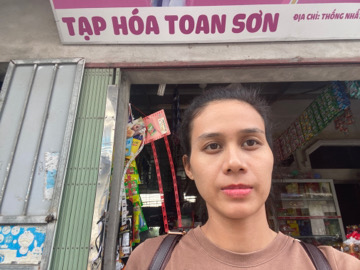 TẠP HÓA TOAN SƠN
ĐỊA CHỈ: THỐNG NHẤ